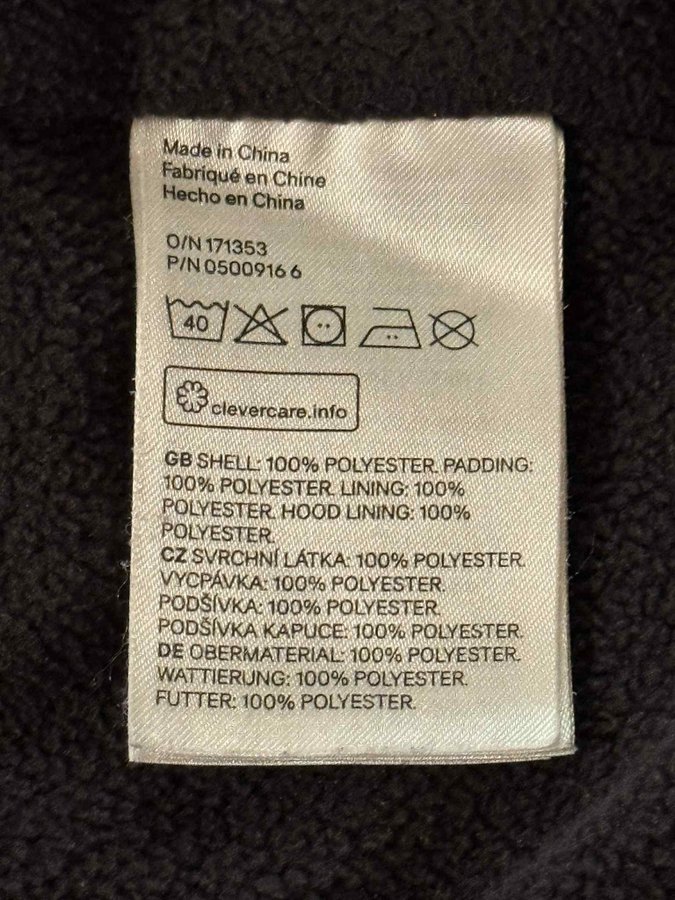 Made in China
Fabriqué en Chine
Hecho en China
O/N 171353
P/N 0500916 6
40
clevercare.info
GB SHELL: 100% POLYESTER. PADDING:
100% POLYESTER. LINING: 100%
POLYESTER. HOOD LINING: 100%
POLYESTER.
CZ SVRCHNÍ LÁTKA: 100% POLYESTER.
VYCPÁVKA: 100% POLYESTER.
PODŠÍVKA: 100% POLYESTER.
PODŠÍVKA KAPUCE: 100% POLYESTER.
DE OBERMATERIAL: 100% POLYESTER.
WATTIERUNG: 100% POLYESTER.
FUTTER: 100% POLYESTER.